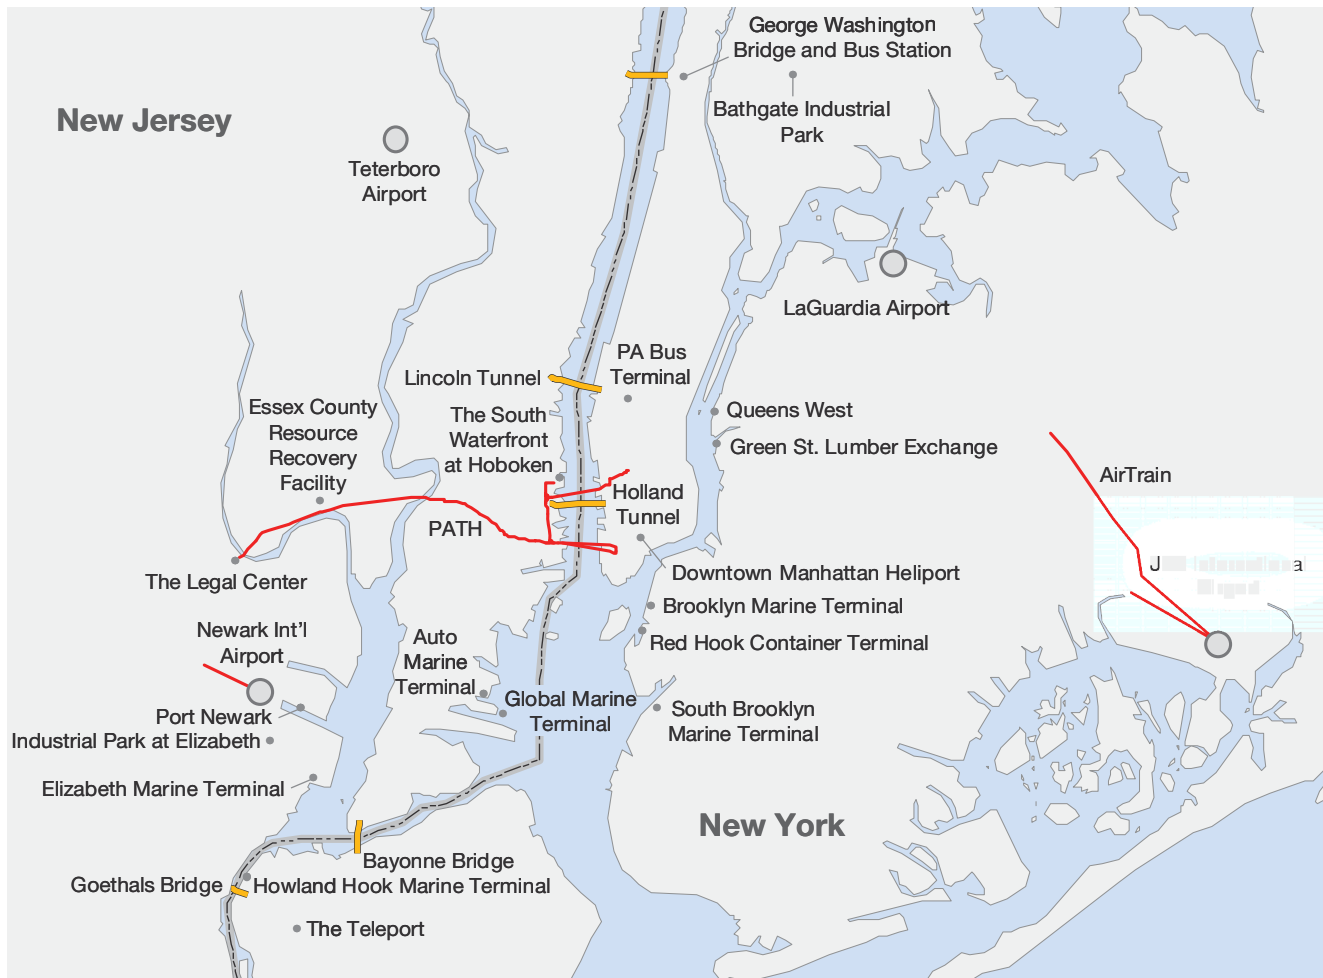 George Washington
Bridge and Bus Station
New Jersey
Bathgate Industrial
Park
Teterboro
Airport
LaGuardia Airport
PA Bus
Terminal
Lincoln Tunnel
Essex County
Resource
Recovery
Facility
The South
Waterfront
at Hoboken
Queens West
Green St. Lumber Exchange
AirTrain
Holland
Tunnel
PATH
The Legal Center
Downtown Manhattan Heliport
Brooklyn Marine Terminal
Red Hook Container Terminal
Newark Int'l
Airport
Auto
Marine
Terminal
Global Marine
Terminal
Port Newark
Industrial Park at Elizabeth
South Brooklyn
Marine Terminal
Elizabeth Marine Terminal
New York
Bayonne Bridge
Goethals Bridge
Howland Hook Marine Terminal
The Teleport